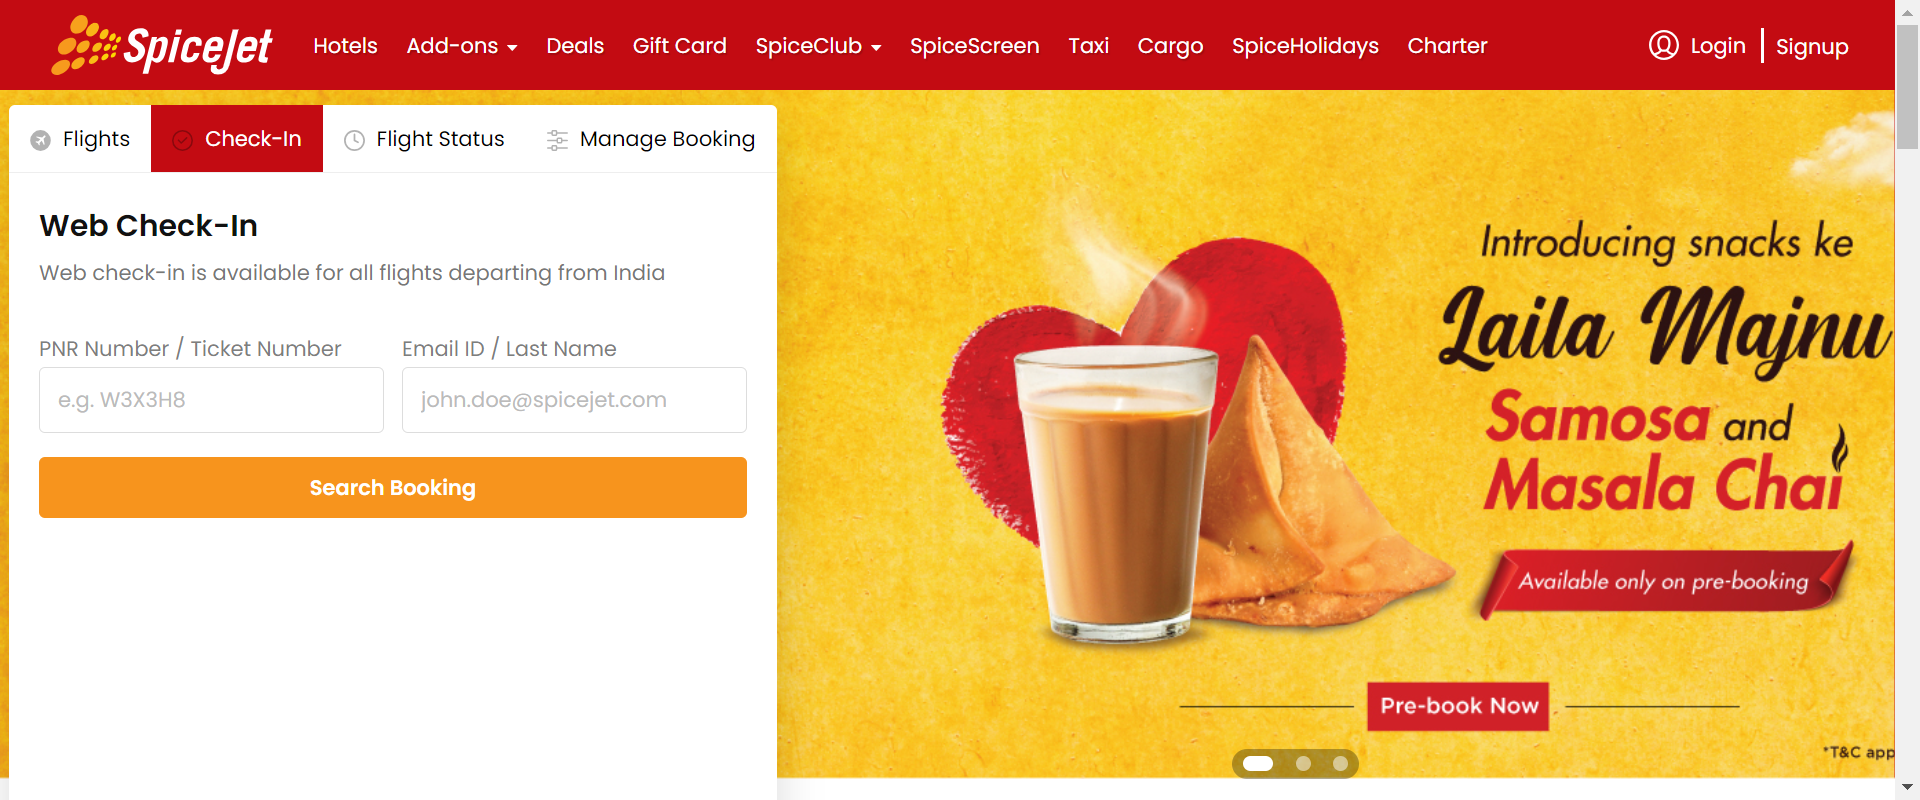 SpiceJet
Hotels Add-ons Deals Gift Card SpiceClub SpiceScreen Taxi Cargo SpiceHolidays Charter Login Signup
Flights Check-In Flight Status Manage Booking
Web Check-In
Web check-in is available for all flights departing from India
PNR Number / Ticket Number Email ID / Last Name
e.g. W3X3H8 john.doe@spicejet.com
Search Booking
Introducing snacks ke
Laila Majnu
Samosa and
Masala Chai
Available only on pre-booking
Pre-book Now
*T&C app